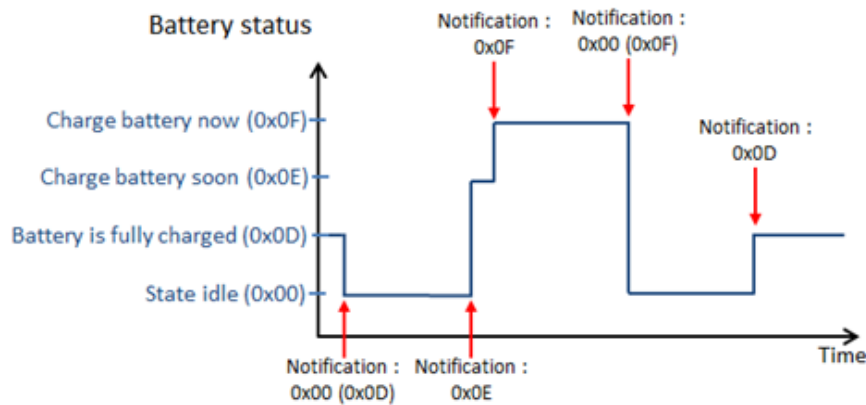 Battery status
Notification :
0x0F
Notification :
0x00 (0x0F)
Charge battery now (0x0F)
Notification :
0x0D
Charge battery soon (0x0E)
Battery is fully charged (0x0D)
State idle (0x00)
Time
Notification :
0x00 (0x0D)
Notification :
0x0E